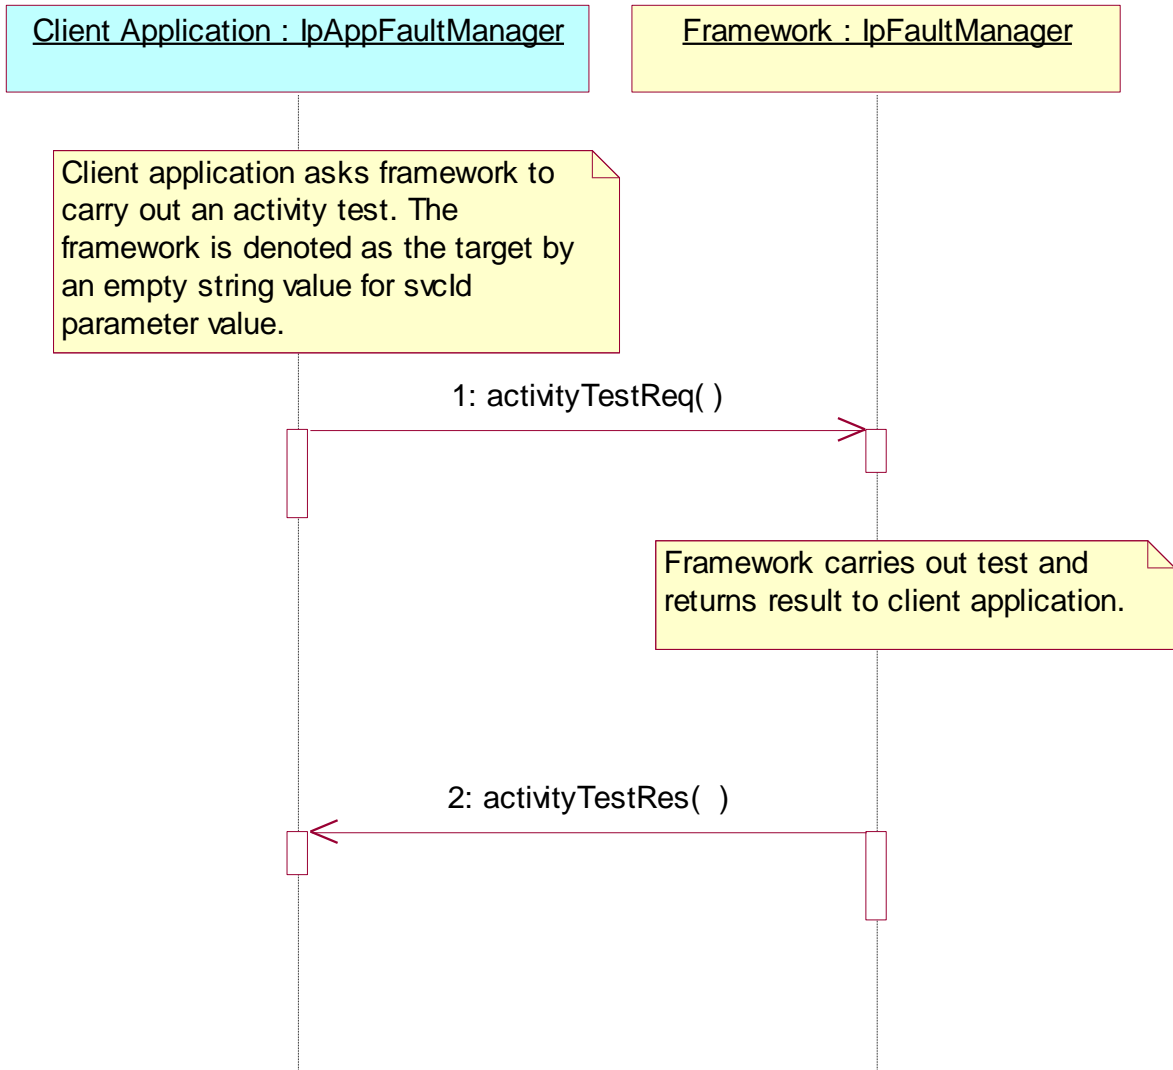 Client Application : IpAppFaultManager
Framework : IpFaultManager
Client application asks framework to
carry out an activity test. The
framework is denoted as the target by
an empty string value for svcId
parameter value.
1: activityTestReq( )
Framework carries out test and
returns result to client application.
2: activityTestRes(  )